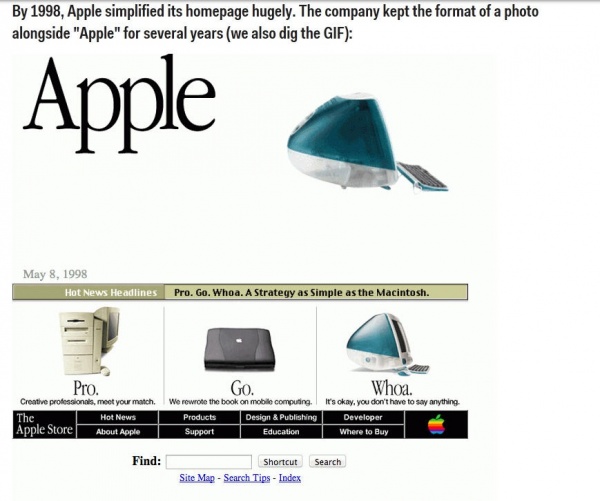 By 1998, Apple simplified its homepage hugely. The company kept the format of a photo
alongside "Apple" for several years (we also dig the GIF):
Apple
May 8, 1998
Hot News Headlines Pro. Go. Whoa. A Strategy as Simple as the Macintosh.
Pro. Go. Whoa.
Creative professionals, meet your match. We rewrote the book on mobile computing. It's okay, you don't have to say anything.
The Apple Store
Hot News Products Design & Publishing Developer
About Apple Support Education Where to Buy
Find: Shortcut Search
Site Map - Search Tips - Index